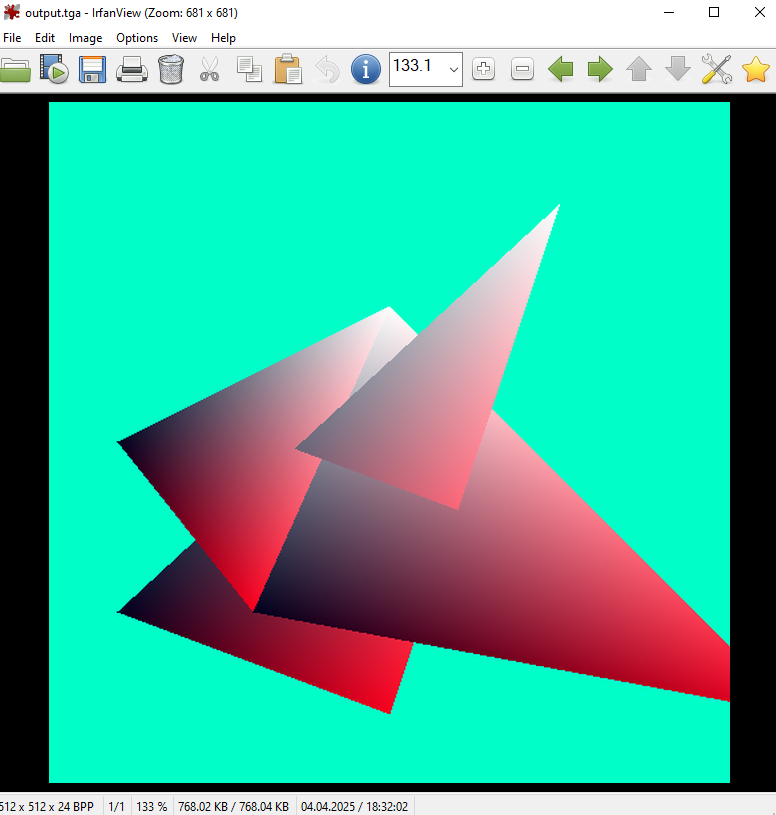 output.tga - IrfanView (Zoom: 681 x 681)
File Edit Image Options View Help
133.1
512 x 512 x 24 BPP 1/1 133 % 768.02 KB / 768.04 KB 04.04.2025 / 18:32:02